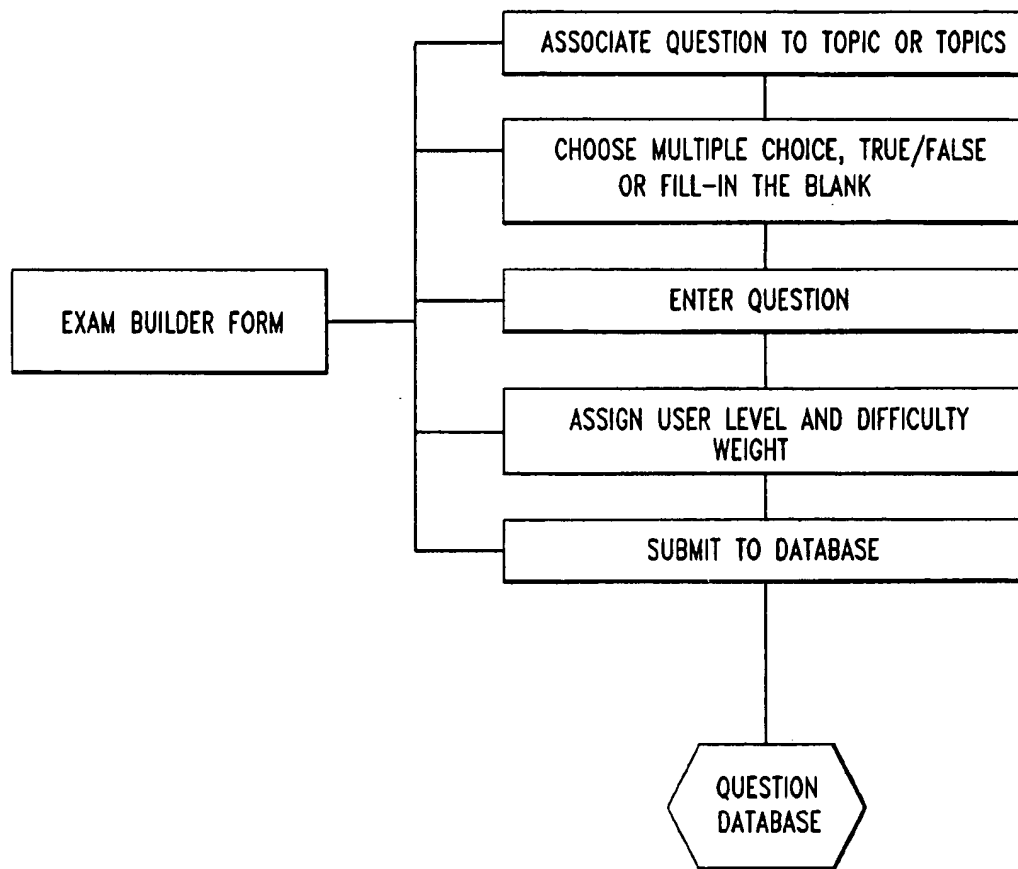 ASSOCIATE QUESTION TO TOPIC OR TOPICS
CHOOSE MULTIPLE CHOICE, TRUE/FALSE
OR FILL-IN THE BLANK
EXAM BUILDER FORM
ENTER QUESTION
ASSIGN USER LEVEL AND DIFFICULTY
WEIGHT
SUBMIT TO DATABASE
QUESTION
DATABASE